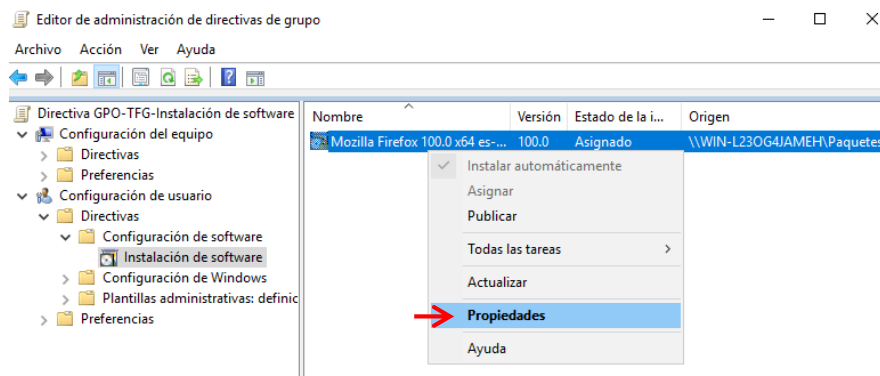 Editor de administración de directivas de grupo
Archivo Acción Ver Ayuda
Directiva GPO-TFG-Instalación de software
Configuración del equipo
Directivas
Preferencias
Configuración de usuario
Directivas
Configuración de software
Instalación de software
Configuración de Windows
Plantillas administrativas: definic
Preferencias
Nombre Versión Estado de la i... Origen
Mozilla Firefox 100.0 x64 es-... 100.0 Asignado \\WIN-L23OG4JAMEH\Paquetes
Instalar automáticamente
Asignar
Publicar
Todas las tareas
Actualizar
Propiedades
Ayuda